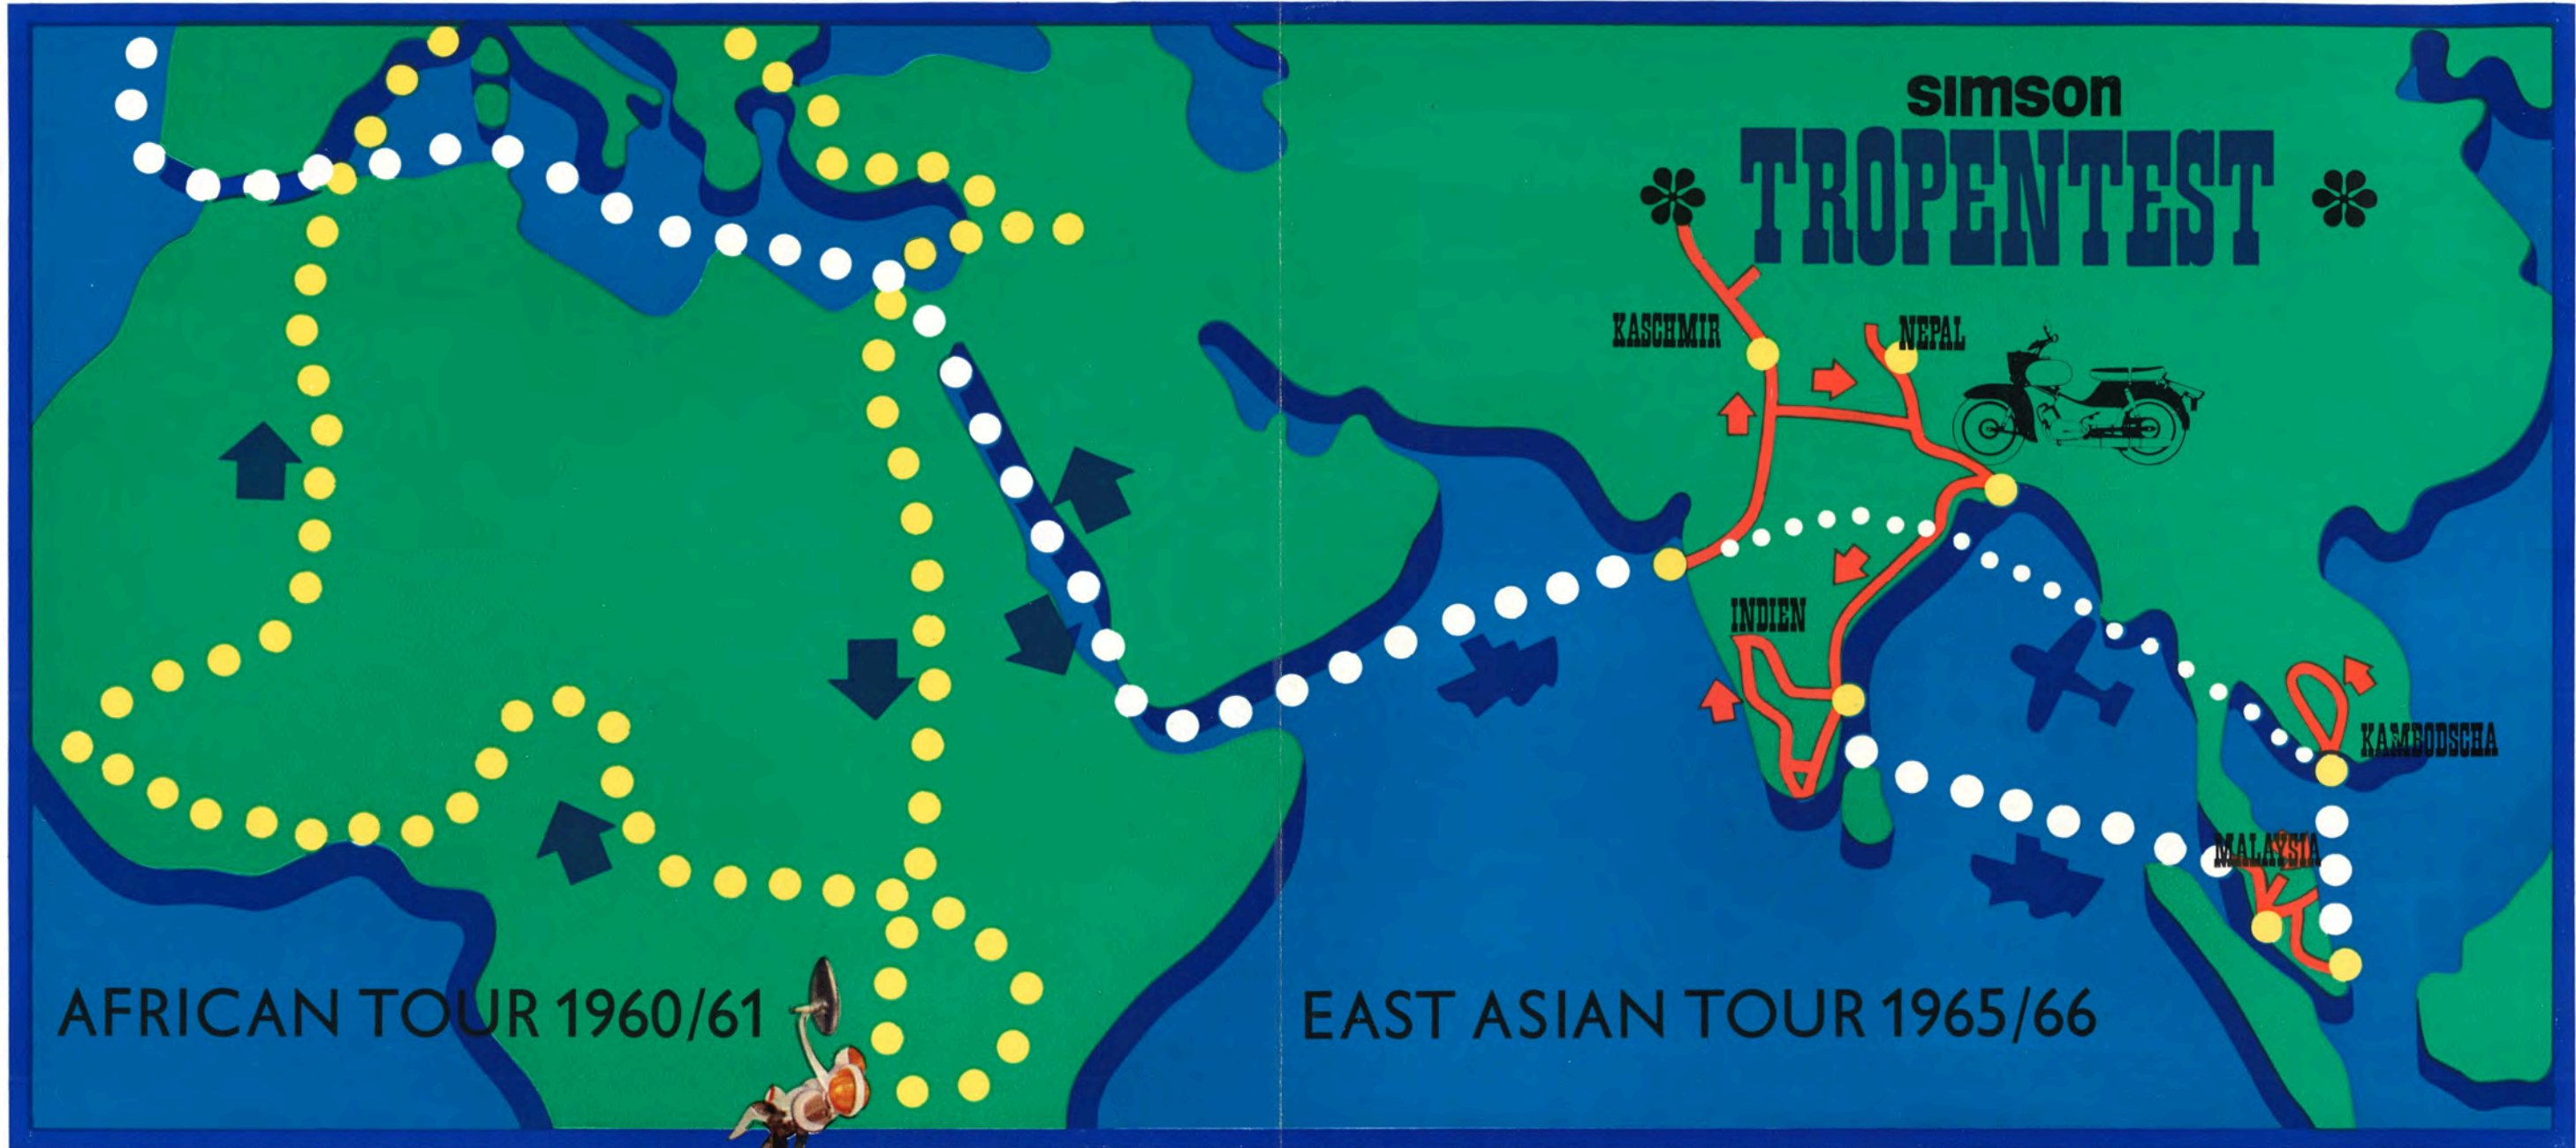 simson
TROPENTEST
KASCHMIR
NEPAL
INDIEN
KAMBODSCHA
MALAYSIA
AFRICAN TOUR 1960/61
EAST ASIAN TOUR 1965/66